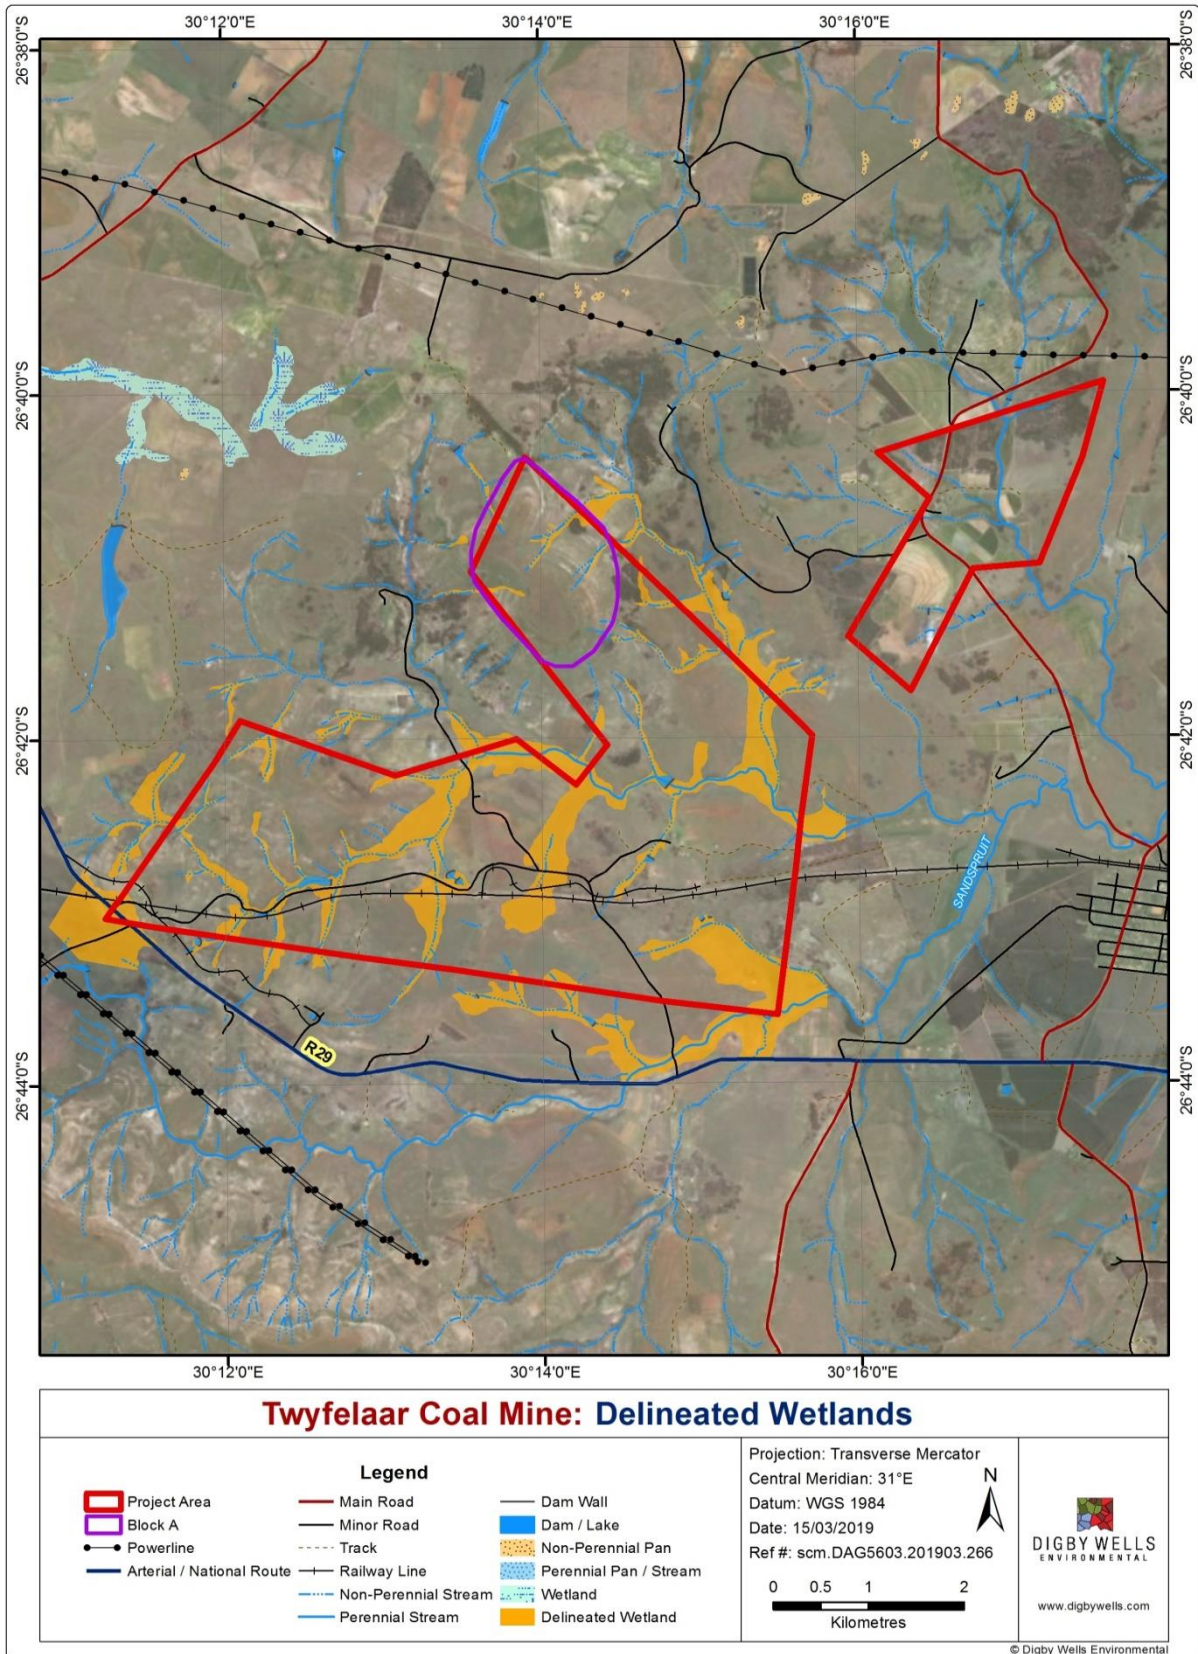 30°12'0"E 30°14'0"E 30°16'0"E
26°38'0"S 26°38'0"S
26°40'0"S 26°40'0"S
26°42'0"S 26°42'0"S
SANDSPRUIT
R29
26°44'0"S 26°44'0"S
30°12'0"E 30°14'0"E 30°16'0"E
Twyfelaar Coal Mine: Delineated Wetlands
Legend
Project Area
Block A
Powerline
Arterial / National Route
Main Road
Minor Road
Track
Railway Line
Non-Perennial Stream
Perennial Stream
Dam Wall
Dam / Lake
Non-Perennial Pan
Perennial Pan / Stream
Wetland
Delineated Wetland
Projection: Transverse Mercator
Central Meridian: 31°E
Datum: WGS 1984
Date: 15/03/2019
Ref #: scm.DAG5603.201903.266
N
0 0.5 1 2
Kilometres
DIGBY WELLS
ENVIRONMENTAL
www.digbywells.com
© Digby Wells Environmental